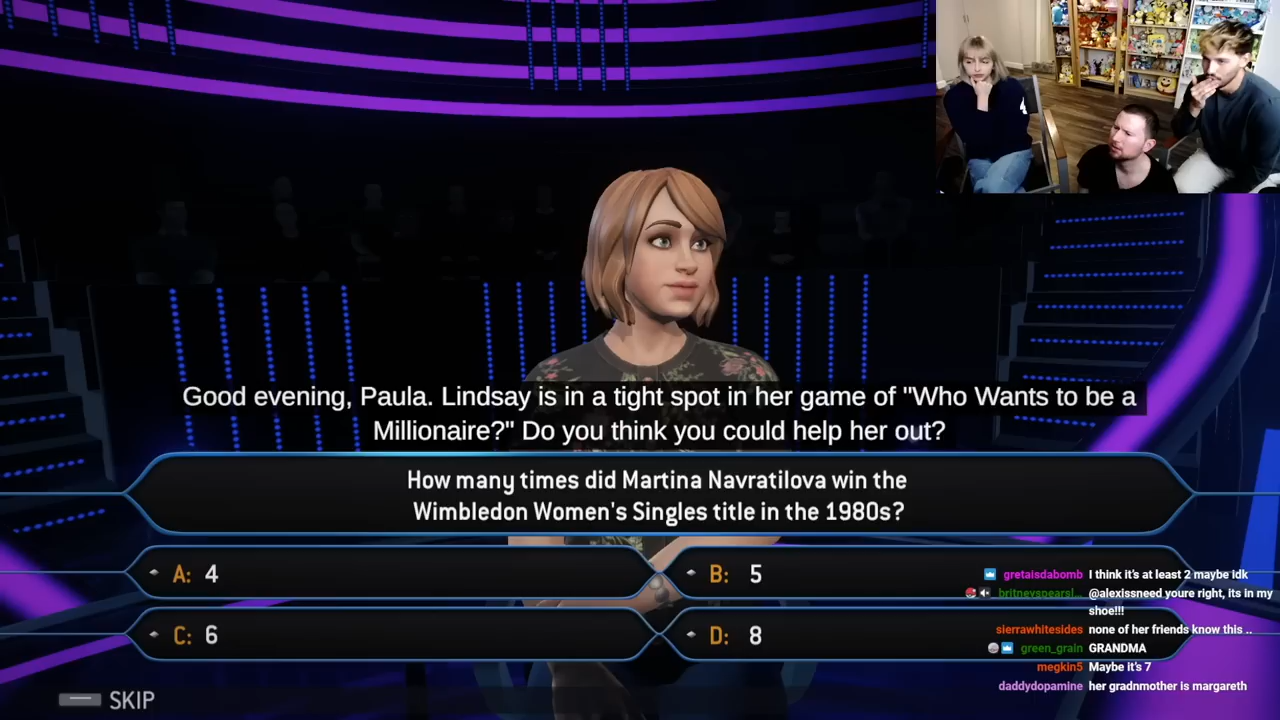 Good evening, Paula. Lindsay is in a tight spot in her game of "Who Wants to be a
Millionaire?" Do you think you could help her out?
How many times did Martina Navratilova win the
Wimbledon Women's Singles title in the 1980s?
A: 4
B: 5
C: 6
D: 8
gretaisdabomb I think it's at least 2 maybe idk
britneyspearsl... @alexissneed youre right, its in my
shoe!!!
sierrawhitesides none of her friends know this ..
green_grain GRANDMA
megkin5 Maybe it's 7
daddydopamine her gradnmother is margareth
SKIP